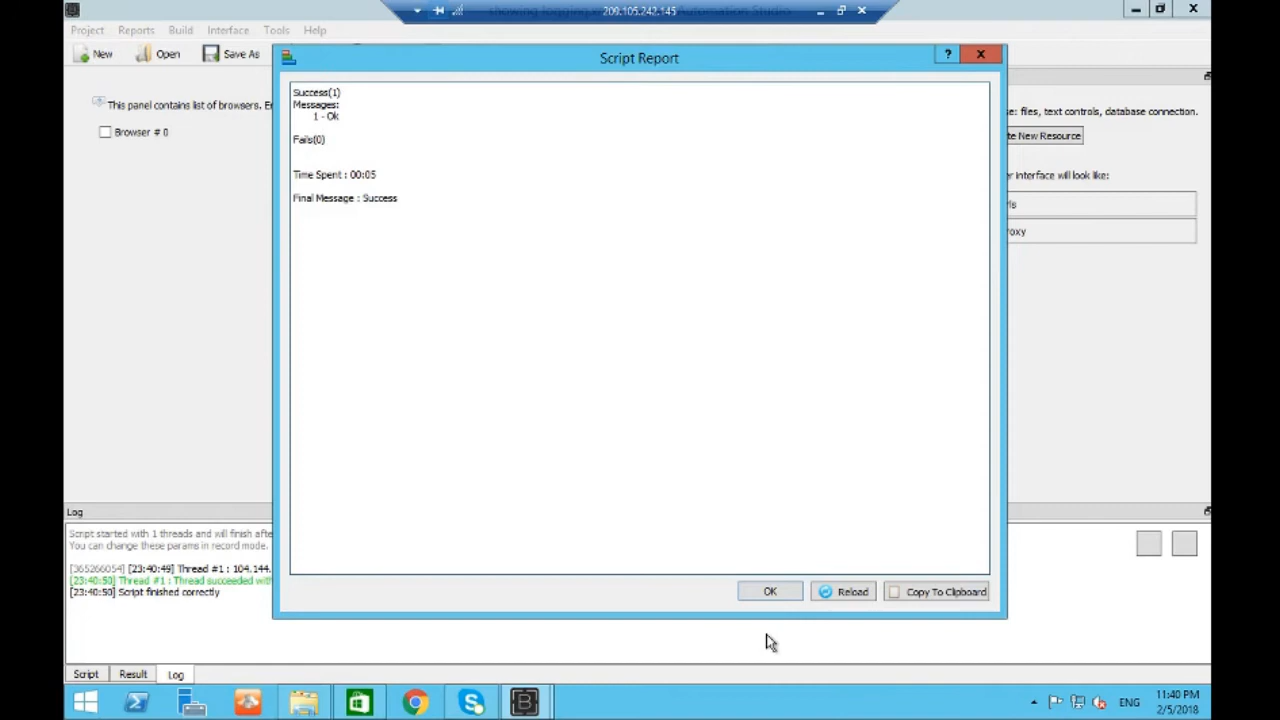 209.105.242.145
Project Reports Build Interface Tools Help
New Open Save As
Script Report
?
This panel contains list of browsers.
Browser # 0
Success(1)
Messages:
1 - Ok
Fails(0)
Time Spent : 00:05
Final Message : Success
e: files, text controls, database connection.
te New Resource
er interface will look like:
rls
roxy
Log
Script started with 1 threads and will finish afte
You can change these params in record mode.
[365266054] [23:40:49] Thread #1 : 104.144.
[23:40:50] Thread #1 : Thread succeeded with
[23:40:50] Script finished correctly
OK Reload Copy To Clipboard
Script Result Log
ENG
11:40 PM
2/5/2018